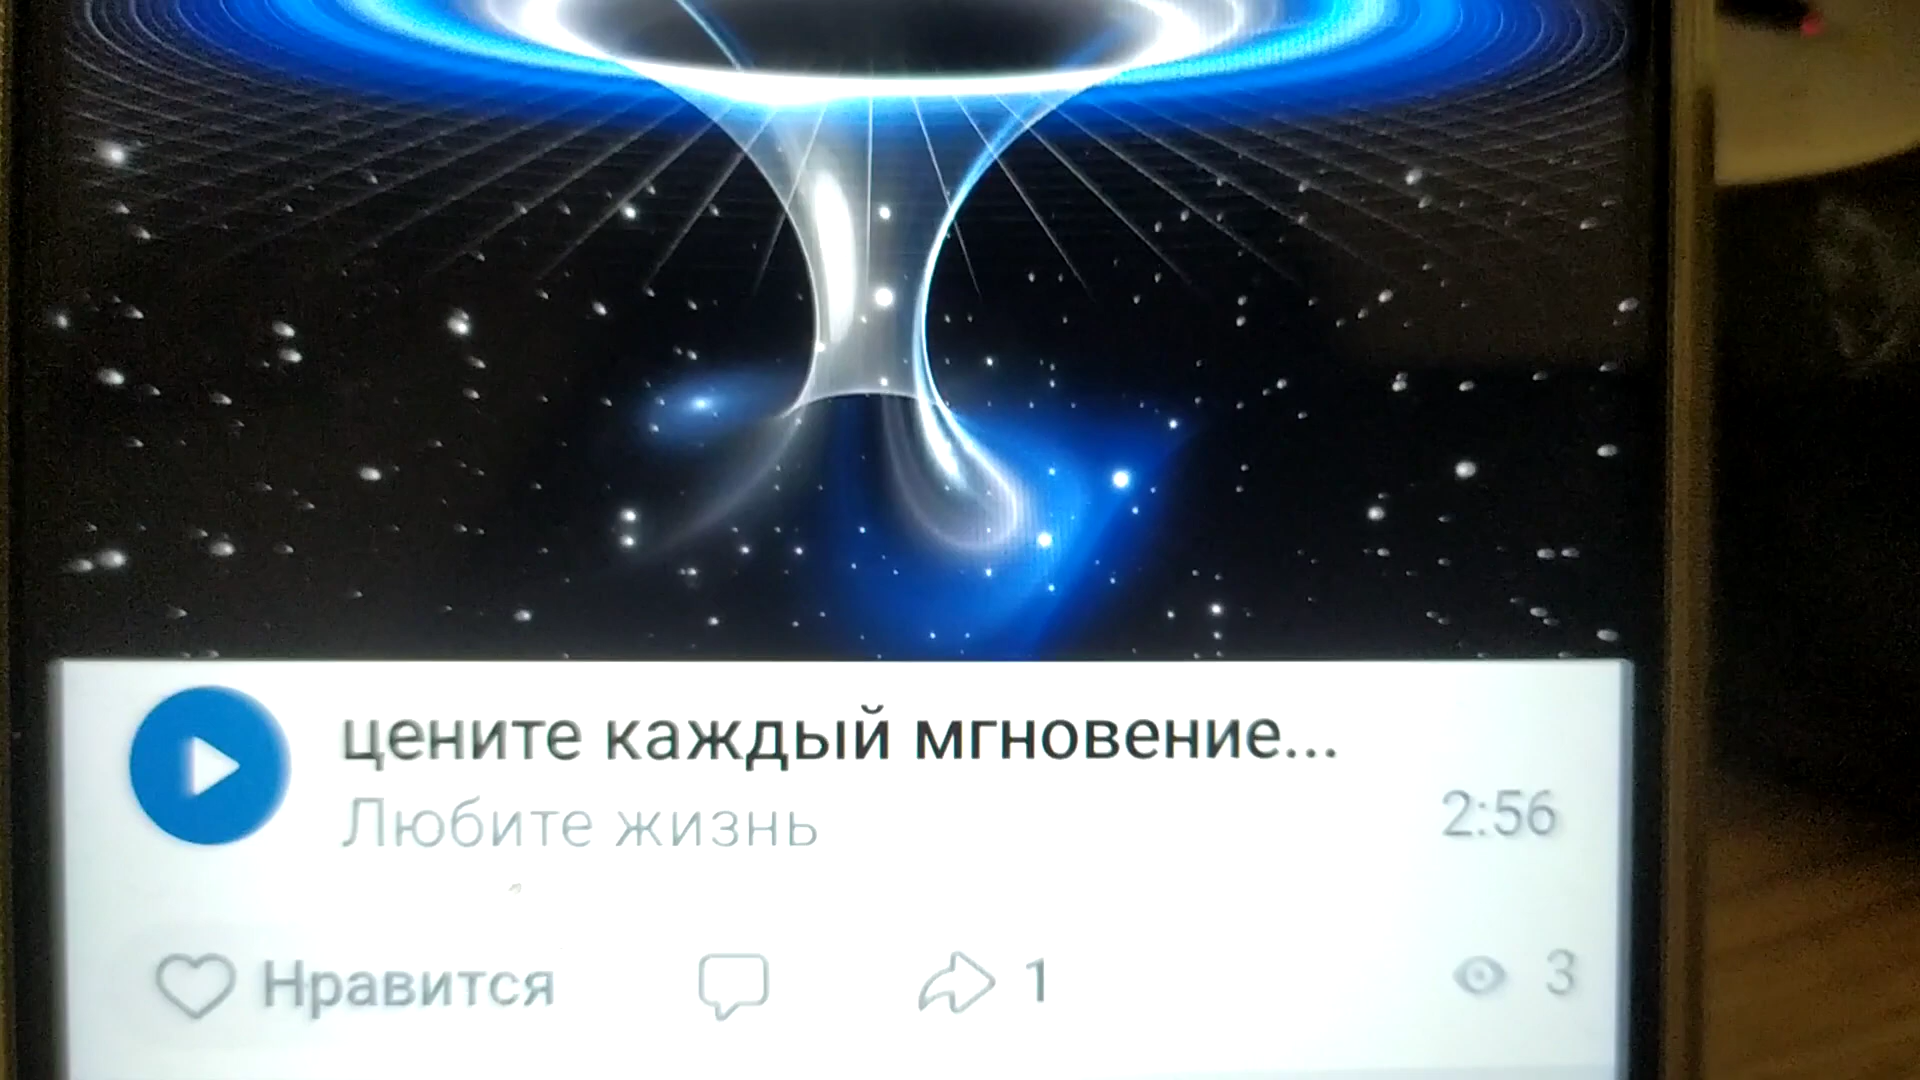 цените каждый мгновение...
Любите жизнь
2:56
Нравится
1
3